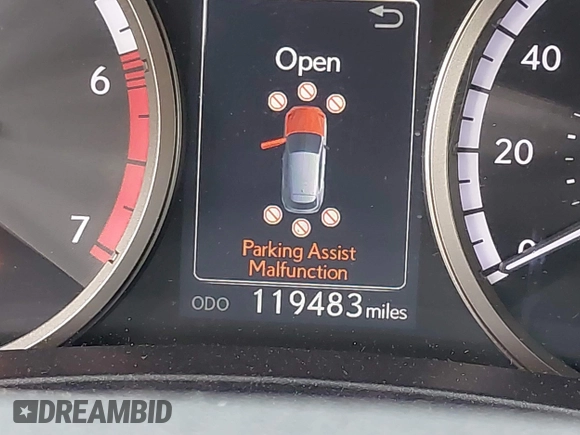 Open
40
6
20
7
0
Parking Assist
Malfunction
ODO 119483 miles
DREAMBID